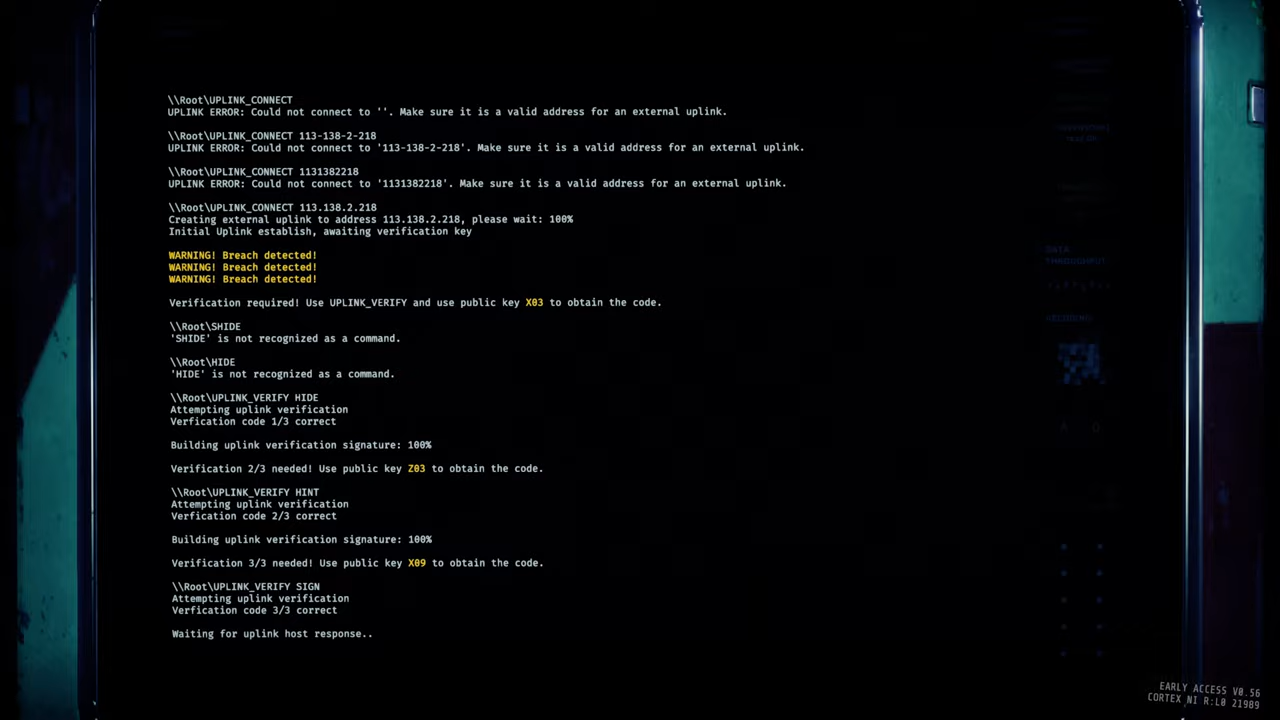 \\Root\UPLINK_CONNECT
UPLINK ERROR: Could not connect to ''. Make sure it is a valid address for an external uplink.
\\Root\UPLINK_CONNECT 113-138-2-218
UPLINK ERROR: Could not connect to '113-138-2-218'. Make sure it is a valid address for an external uplink.
\\Root\UPLINK_CONNECT 1131382218
UPLINK ERROR: Could not connect to '1131382218'. Make sure it is a valid address for an external uplink.
\\Root\UPLINK_CONNECT 113.138.2.218
Creating external uplink to address 113.138.2.218, please wait: 100%
Initial Uplink establish, awaiting verification key
WARNING! Breach detected!
WARNING! Breach detected!
WARNING! Breach detected!
Verification required! Use UPLINK_VERIFY and use public key X03 to obtain the code.
\\Root\SHIDE
'SHIDE' is not recognized as a command.
\\Root\HIDE
'HIDE' is not recognized as a command.
\\Root\UPLINK_VERIFY HIDE
Attempting uplink verification
Verfication code 1/3 correct
Building uplink verification signature: 100%
Verification 2/3 needed! Use public key Z03 to obtain the code.
\\Root\UPLINK_VERIFY HINT
Attempting uplink verification
Verfication code 2/3 correct
Building uplink verification signature: 100%
Verification 3/3 needed! Use public key X09 to obtain the code.
\\Root\UPLINK_VERIFY SIGN
Attempting uplink verification
Verfication code 3/3 correct
Waiting for uplink host response..
DATA
THROUGHPUT
EARLY ACCESS V0.56
CORTEX NI R:L0 21989